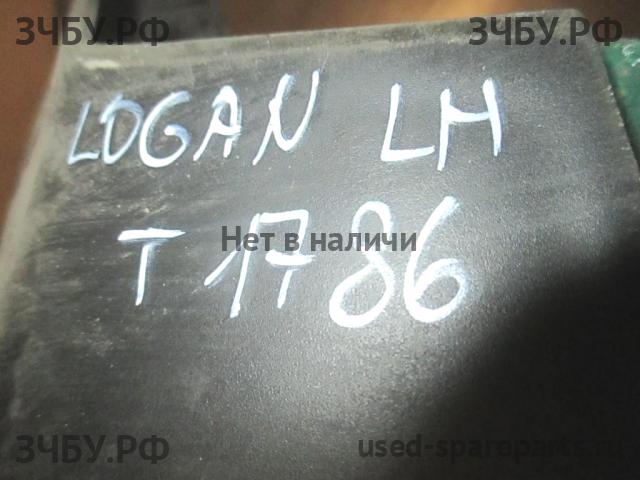 ЗЧБУ.РФ ЗЧБУ.РФ
LOGAN LH
T 1786
Нет в наличи
ЗЧБУ.РФ used-spareparts.ru